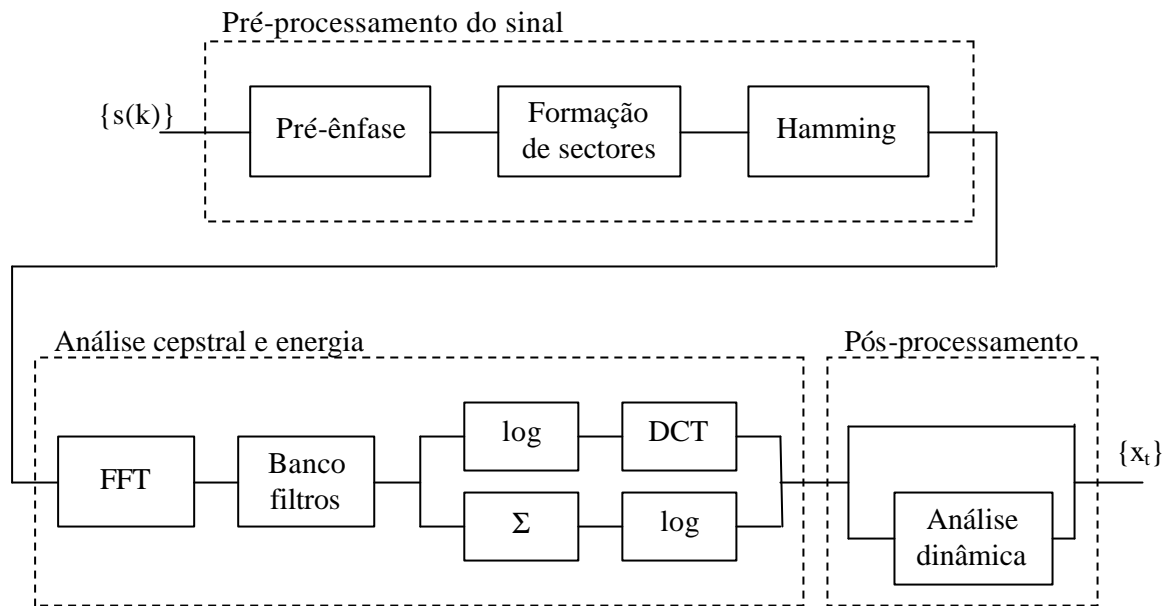 Pré-processamento do sinal
{s(k)}
Pré-ênfase
Formação
de sectores
Hamming
Análise cepstral e energia
Pós-processamento
FFT
Banco
filtros
log
DCT
Σ
log
Análise
dinâmica
{xₜ}